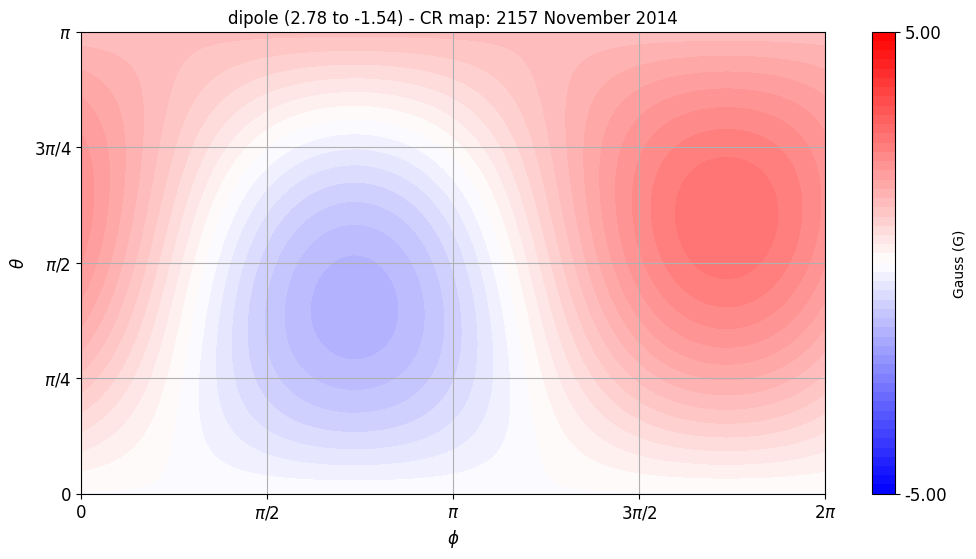 dipole (2.78 to -1.54) - CR map: 2157 November 2014
π
3π/4
π/2
π/4
0
θ
0
π/2
π
3π/2
2π
ϕ
5.00
-5.00
Gauss (G)